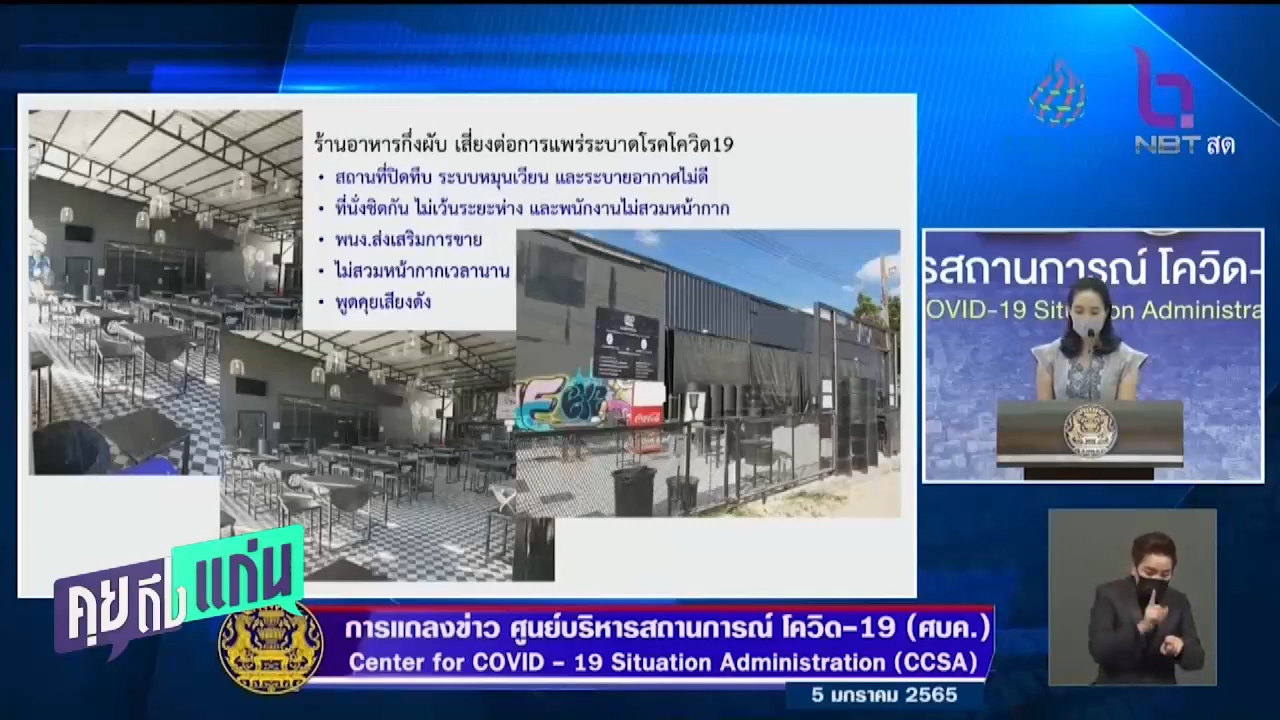 NBT สด
ร้านอาหารกึ่งผับ เสี่ยงต่อการแพร่ระบาดโรคโควิด19
• สถานที่ปิดทึบ ระบบหมุนเวียน และระบายอากาศไม่ดี
• ที่นั่งชิดกัน ไม่เว้นระยะห่าง และพนักงานไม่สวมหน้ากาก
• พนง.ส่งเสริมการขาย
• ไม่สวมหน้ากากเวลานาน
• พูดคุยเสียงดัง
Coca-Cola
รสถานการณ์ โควิด-
OVID-19 Situation Administra
คุยถึงแก่น
การแถลงข่าว ศูนย์บริหารสถานการณ์ โควิด-19 (ศบค.)
Center for COVID - 19 Situation Administration (CCSA)
5 มกราคม 2565